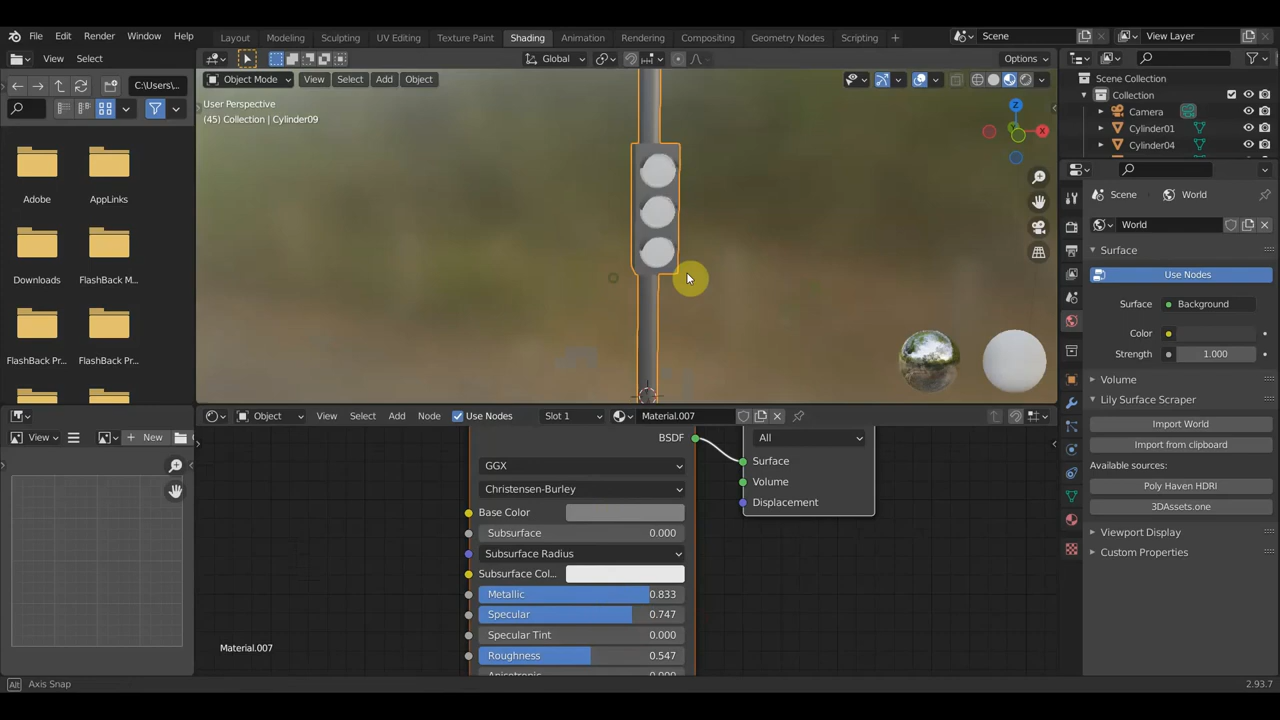 File Edit Render Window Help
Layout Modeling Sculpting UV Editing Texture Paint Shading Animation Rendering Compositing Geometry Nodes Scripting
Scene View Layer
View Select
Global
Options
C:\Users\...
Object Mode View Select Add Object
User Perspective
(45) Collection | Cylinder09
Adobe
AppLinks
Downloads
FlashBack M...
FlashBack Pr...
FlashBack Pr...
X
Z
Scene Collection
Collection
Camera
Cylinder01
Cylinder04
Scene World
World
Surface
Use Nodes
Surface Background
Color
Strength 1.000
Volume
Lily Surface Scraper
Import World
Import from clipboard
Available sources:
Poly Haven HDRI
3DAssets.one
Viewport Display
Custom Properties
View New
Object View Select Add Node Use Nodes Slot 1 Material.007
BSDF
GGX
Christensen-Burley
Base Color
Subsurface 0.000
Subsurface Radius
Subsurface Col...
Metallic 0.833
Specular 0.747
Specular Tint 0.000
Roughness 0.547
All
Surface
Volume
Displacement
Material.007
Alt Axis Snap
2.93.7